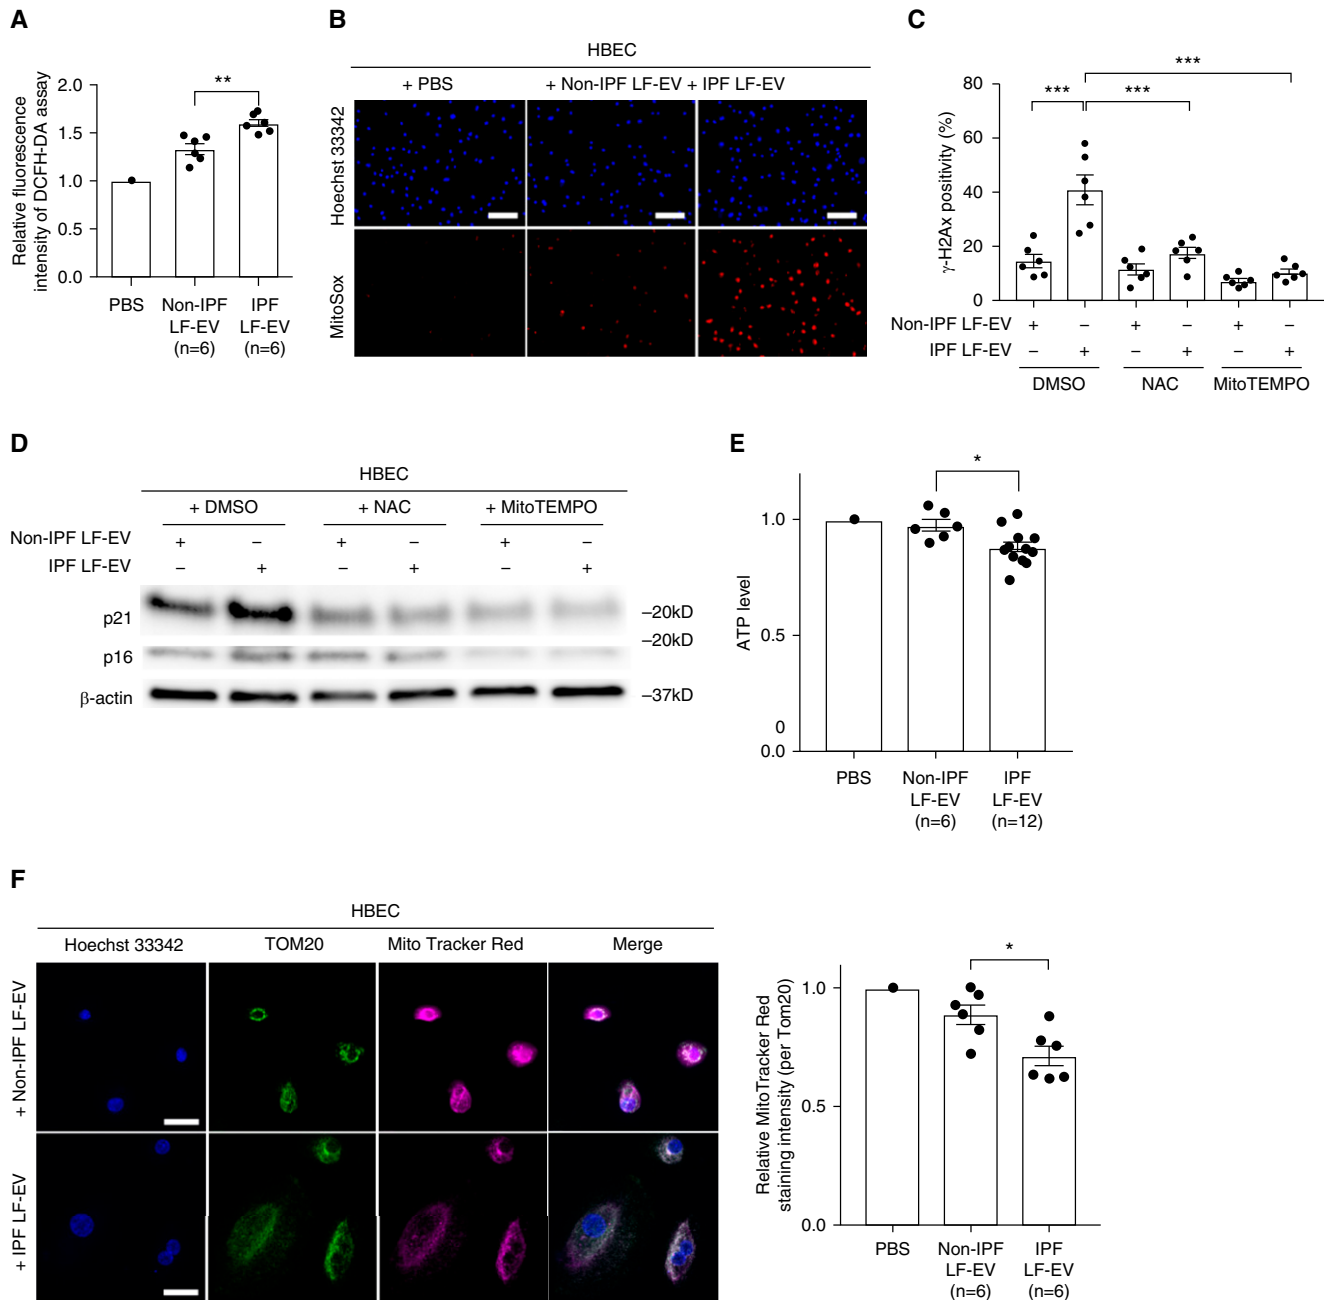 A
Relative fluorescence
intensity of DCFH-DA assay
2.0
1.5
1.0
0.5
0.0
**
PBS
Non-IPF
LF-EV
(n=6)
IPF
LF-EV
(n=6)
B
HBEC
+ PBS
+ Non-IPF LF-EV
+ IPF LF-EV
Hoechst 33342
MitoSox
C
γ-H2Ax positivity (%)
80
60
40
20
0
***
***
***
Non-IPF LF-EV + – + – + –
IPF LF-EV – + – + – +
DMSO NAC MitoTEMPO
D
HBEC
+ DMSO + NAC + MitoTEMPO
Non-IPF LF-EV + – + – + –
IPF LF-EV – + – + – +
p21 –20kD
–20kD
p16
β-actin –37kD
E
ATP level
1.0
0.5
0
0.0
*
PBS
Non-IPF
LF-EV
(n=6)
IPF
LF-EV
(n=12)
F
HBEC
Hoechst 33342 TOM20 Mito Tracker Red Merge
+ Non-IPF LF-EV
+ IPF LF-EV
Relative MitoTracker Red
staining intensity (per Tom20)
1.0
0.5
0.0
*
PBS
Non-IPF
LF-EV
(n=6)
IPF
LF-EV
(n=6)